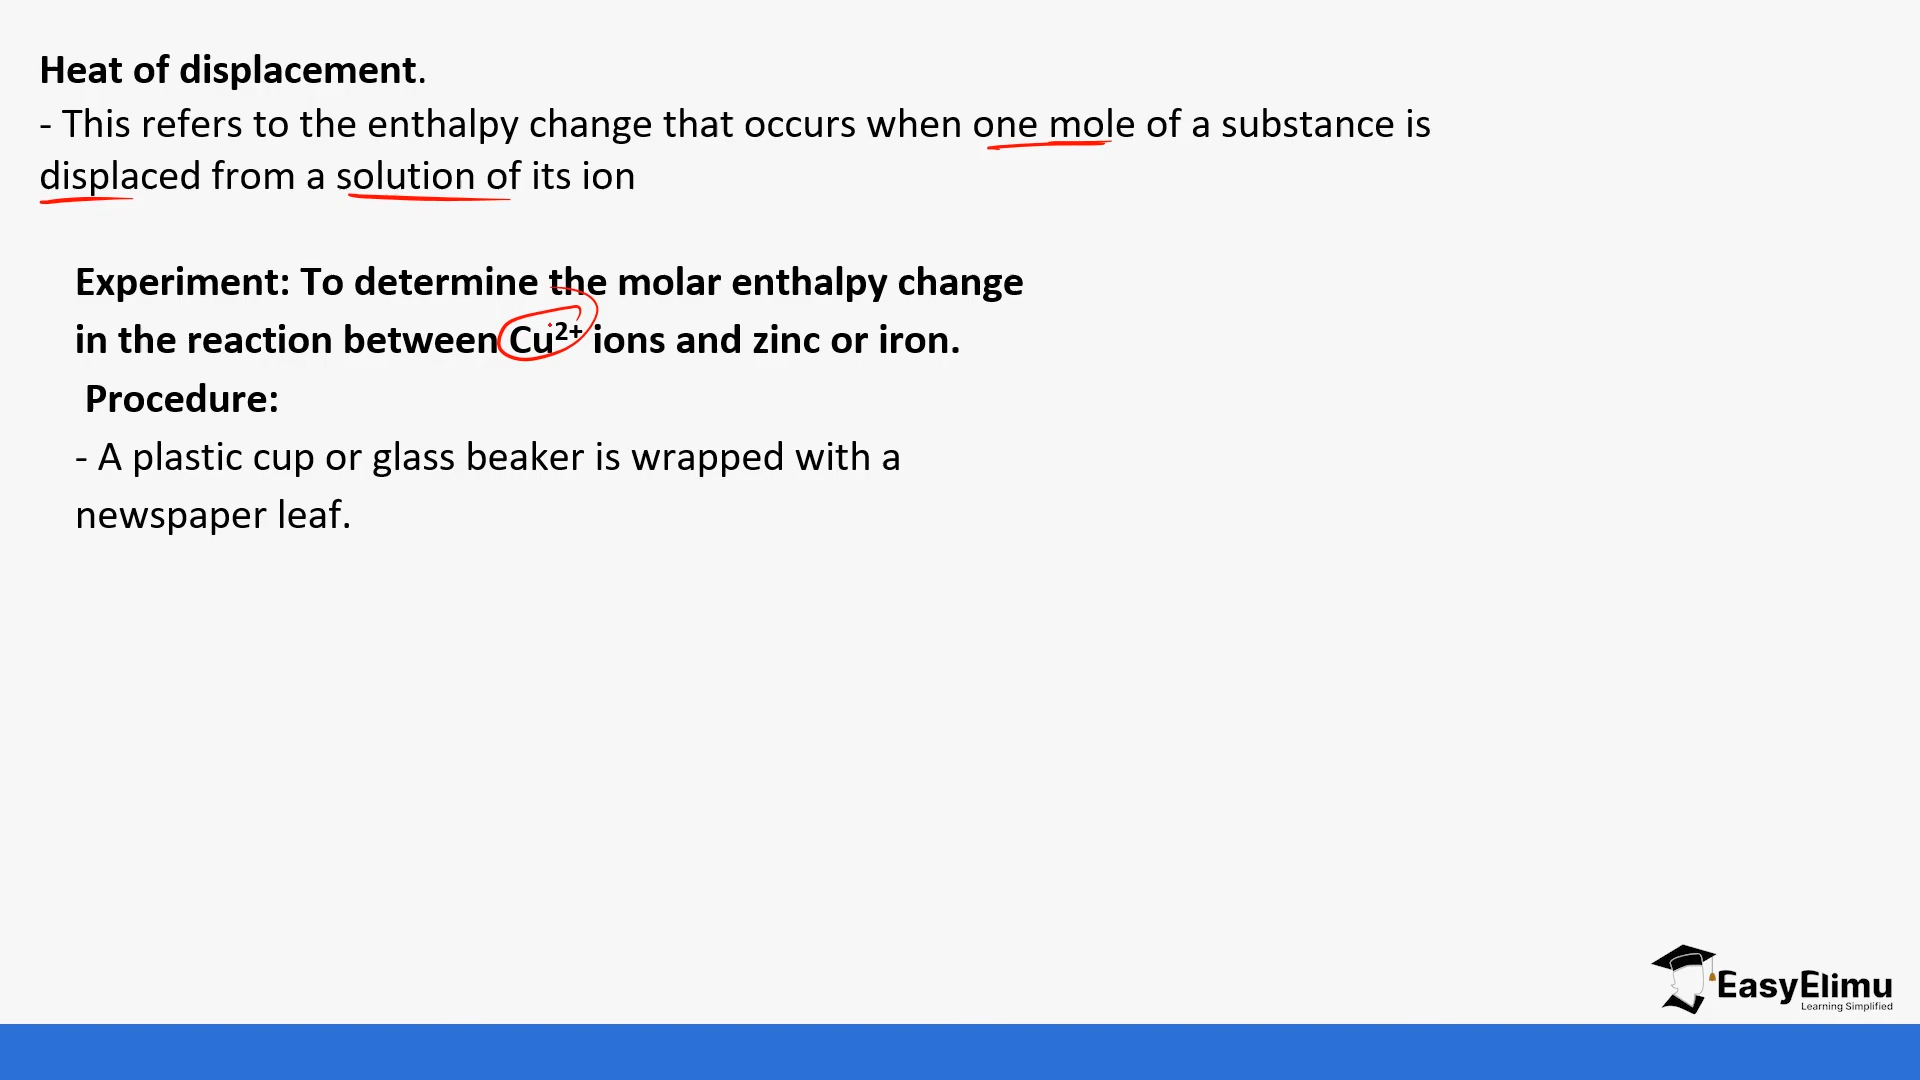 Heat of displacement.
- This refers to the enthalpy change that occurs when one mole of a substance is
displaced from a solution of its ion
Experiment: To determine the molar enthalpy change
in the reaction between Cu²⁺ ions and zinc or iron.
Procedure:
- A plastic cup or glass beaker is wrapped with a
newspaper leaf.
EasyElimu
Learning Simplified